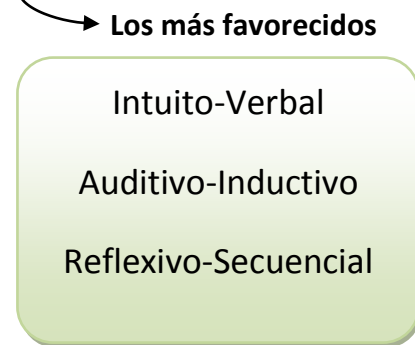 Los más favorecidos
Intuito-Verbal
Auditivo-Inductivo
Reflexivo-Secuencial